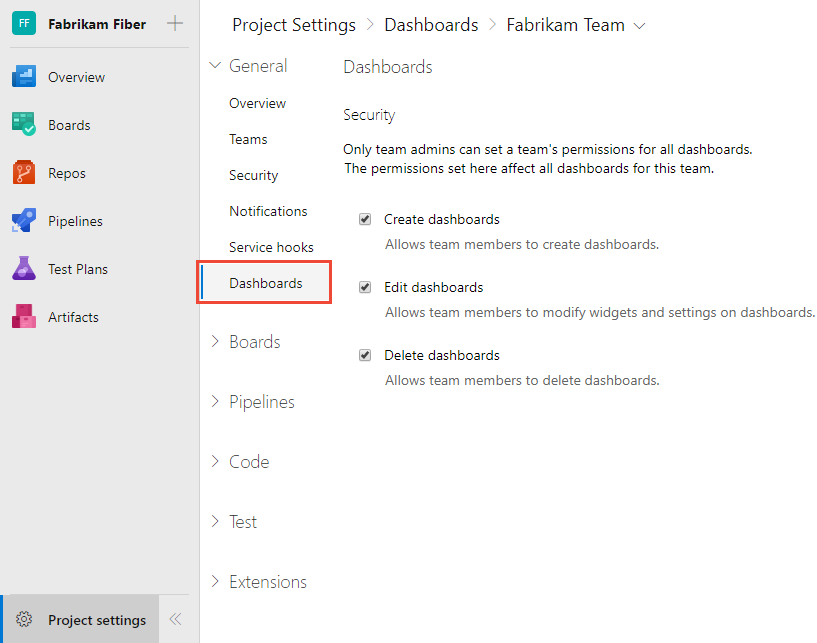 FF Fabrikam Fiber
Overview
Boards
Repos
Pipelines
Test Plans
Artifacts
Project settings
Project Settings > Dashboards > Fabrikam Team
General
Overview
Teams
Security
Notifications
Service hooks
Dashboards
Boards
Pipelines
Code
Test
Extensions
Dashboards
Security
Only team admins can set a team's permissions for all dashboards.
The permissions set here affect all dashboards for this team.
Create dashboards
Allows team members to create dashboards.
Edit dashboards
Allows team members to modify widgets and settings on dashboards.
Delete dashboards
Allows team members to delete dashboards.